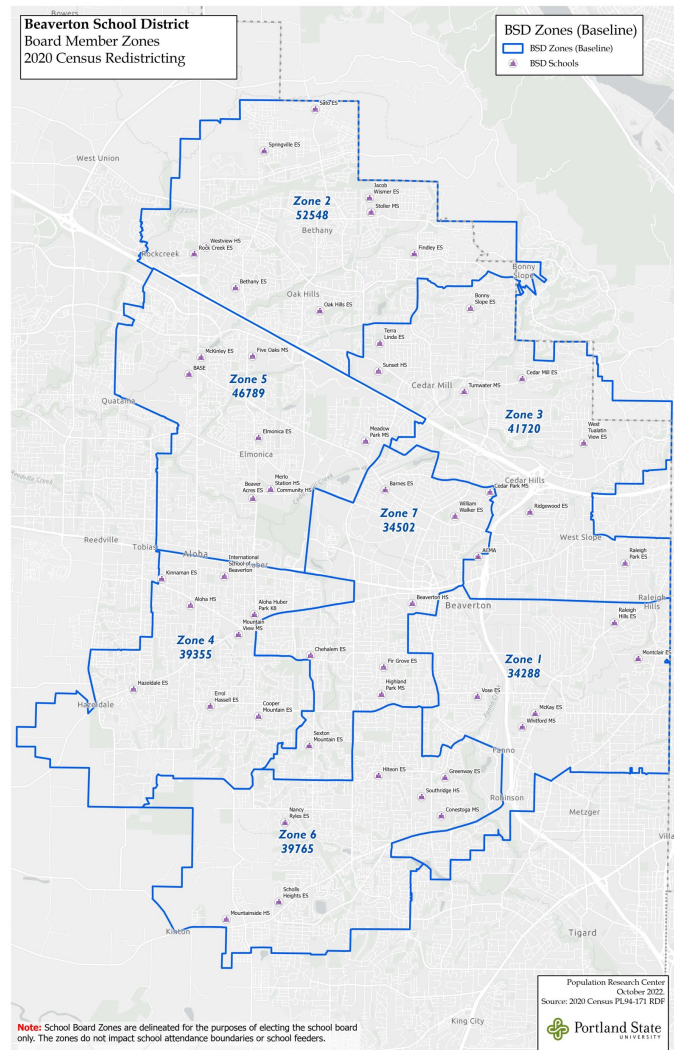 Bowers
Beaverton School District
Board Member Zones
2020 Census Redistricting
BSD Zones (Baseline)
BSD Zones (Baseline)
BSD Schools
Sato ES
Springville ES
West Union
Jacob
Wismer ES
Stoller MS
Zone 2
52548
Bethany
Westview HS
Rock Creek ES
Rockcreek
Findley ES
Bonny
Slope
Bethany ES
Oak Hills
Oak Hills ES
Bonny
Slope ES
Terra
Linda ES
McKinley ES
Five Oaks MS
BASE
Sunset HS
Cedar Mill
Cedar Mill ES
Tumwater MS
Zone 5
46789
Quatama
Zone 3
41720
West
Tualatin
View ES
Elmonica ES
Elmonica
Meadow
Park MS
Merlo
Station HS
Community HS
Beaver
Acres ES
Barnes ES
Cedar Hills
Cedar Park MS
Zone 7
34502
William
Walker ES
Ridgewood ES
Reedville
West Slope
Tobias
Aloha
Huber
International
School of
Beaverton
AEMA
Raleigh
Park ES
Kinnaman ES
Aloha HS
Aloha Huber
Park K8
Beaverton HS
Beaverton
Raleigh
Hills
Raleigh
Hills ES
Mountain
View MS
Zone 4
39355
Chehalem ES
Fir Grove ES
Zone 1
34288
Montclair ES
Hazeldale ES
Highland
Park MS
Vose ES
Hazeldale
Errol
Hassell ES
Cooper
Mountain ES
McKay ES
Whitford MS
Sexton
Mountain ES
Fanno
Hiteon ES
Greenway ES
Southridge HS
Robinson
Nancy
Ryles ES
Conestoga MS
Metzger
Zone 6
39765
Scholls
Heights ES
Mountainside HS
Kinton
Tigard
King City
Population Research Center
October 2022.
Source: 2020 Census PL94-171 RDF
Portland State
UNIVERSITY
Note: School Board Zones are delineated for the purposes of electing the school board
only. The zones do not impact school attendance boundaries or school feeders.